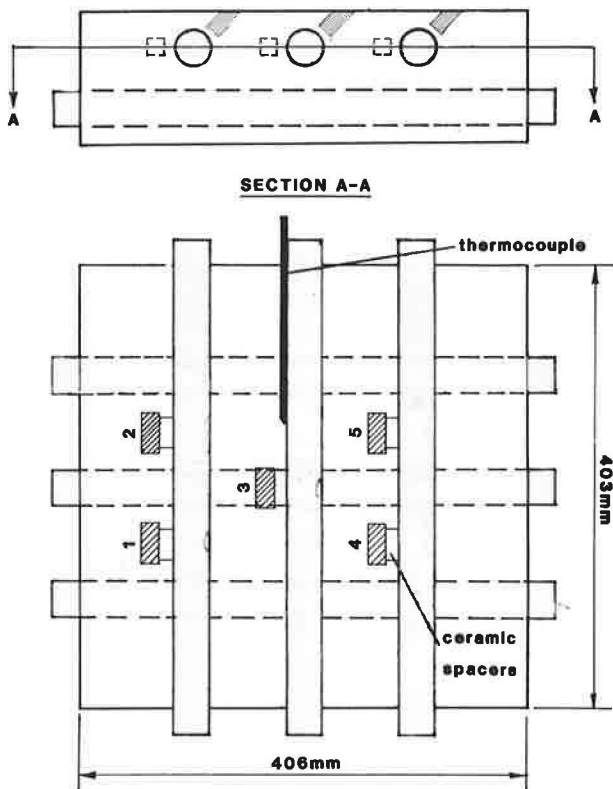 A
A
SECTION A-A
thermocouple
2
5
3
1
4
403mm
ceramic
spacers
406mm